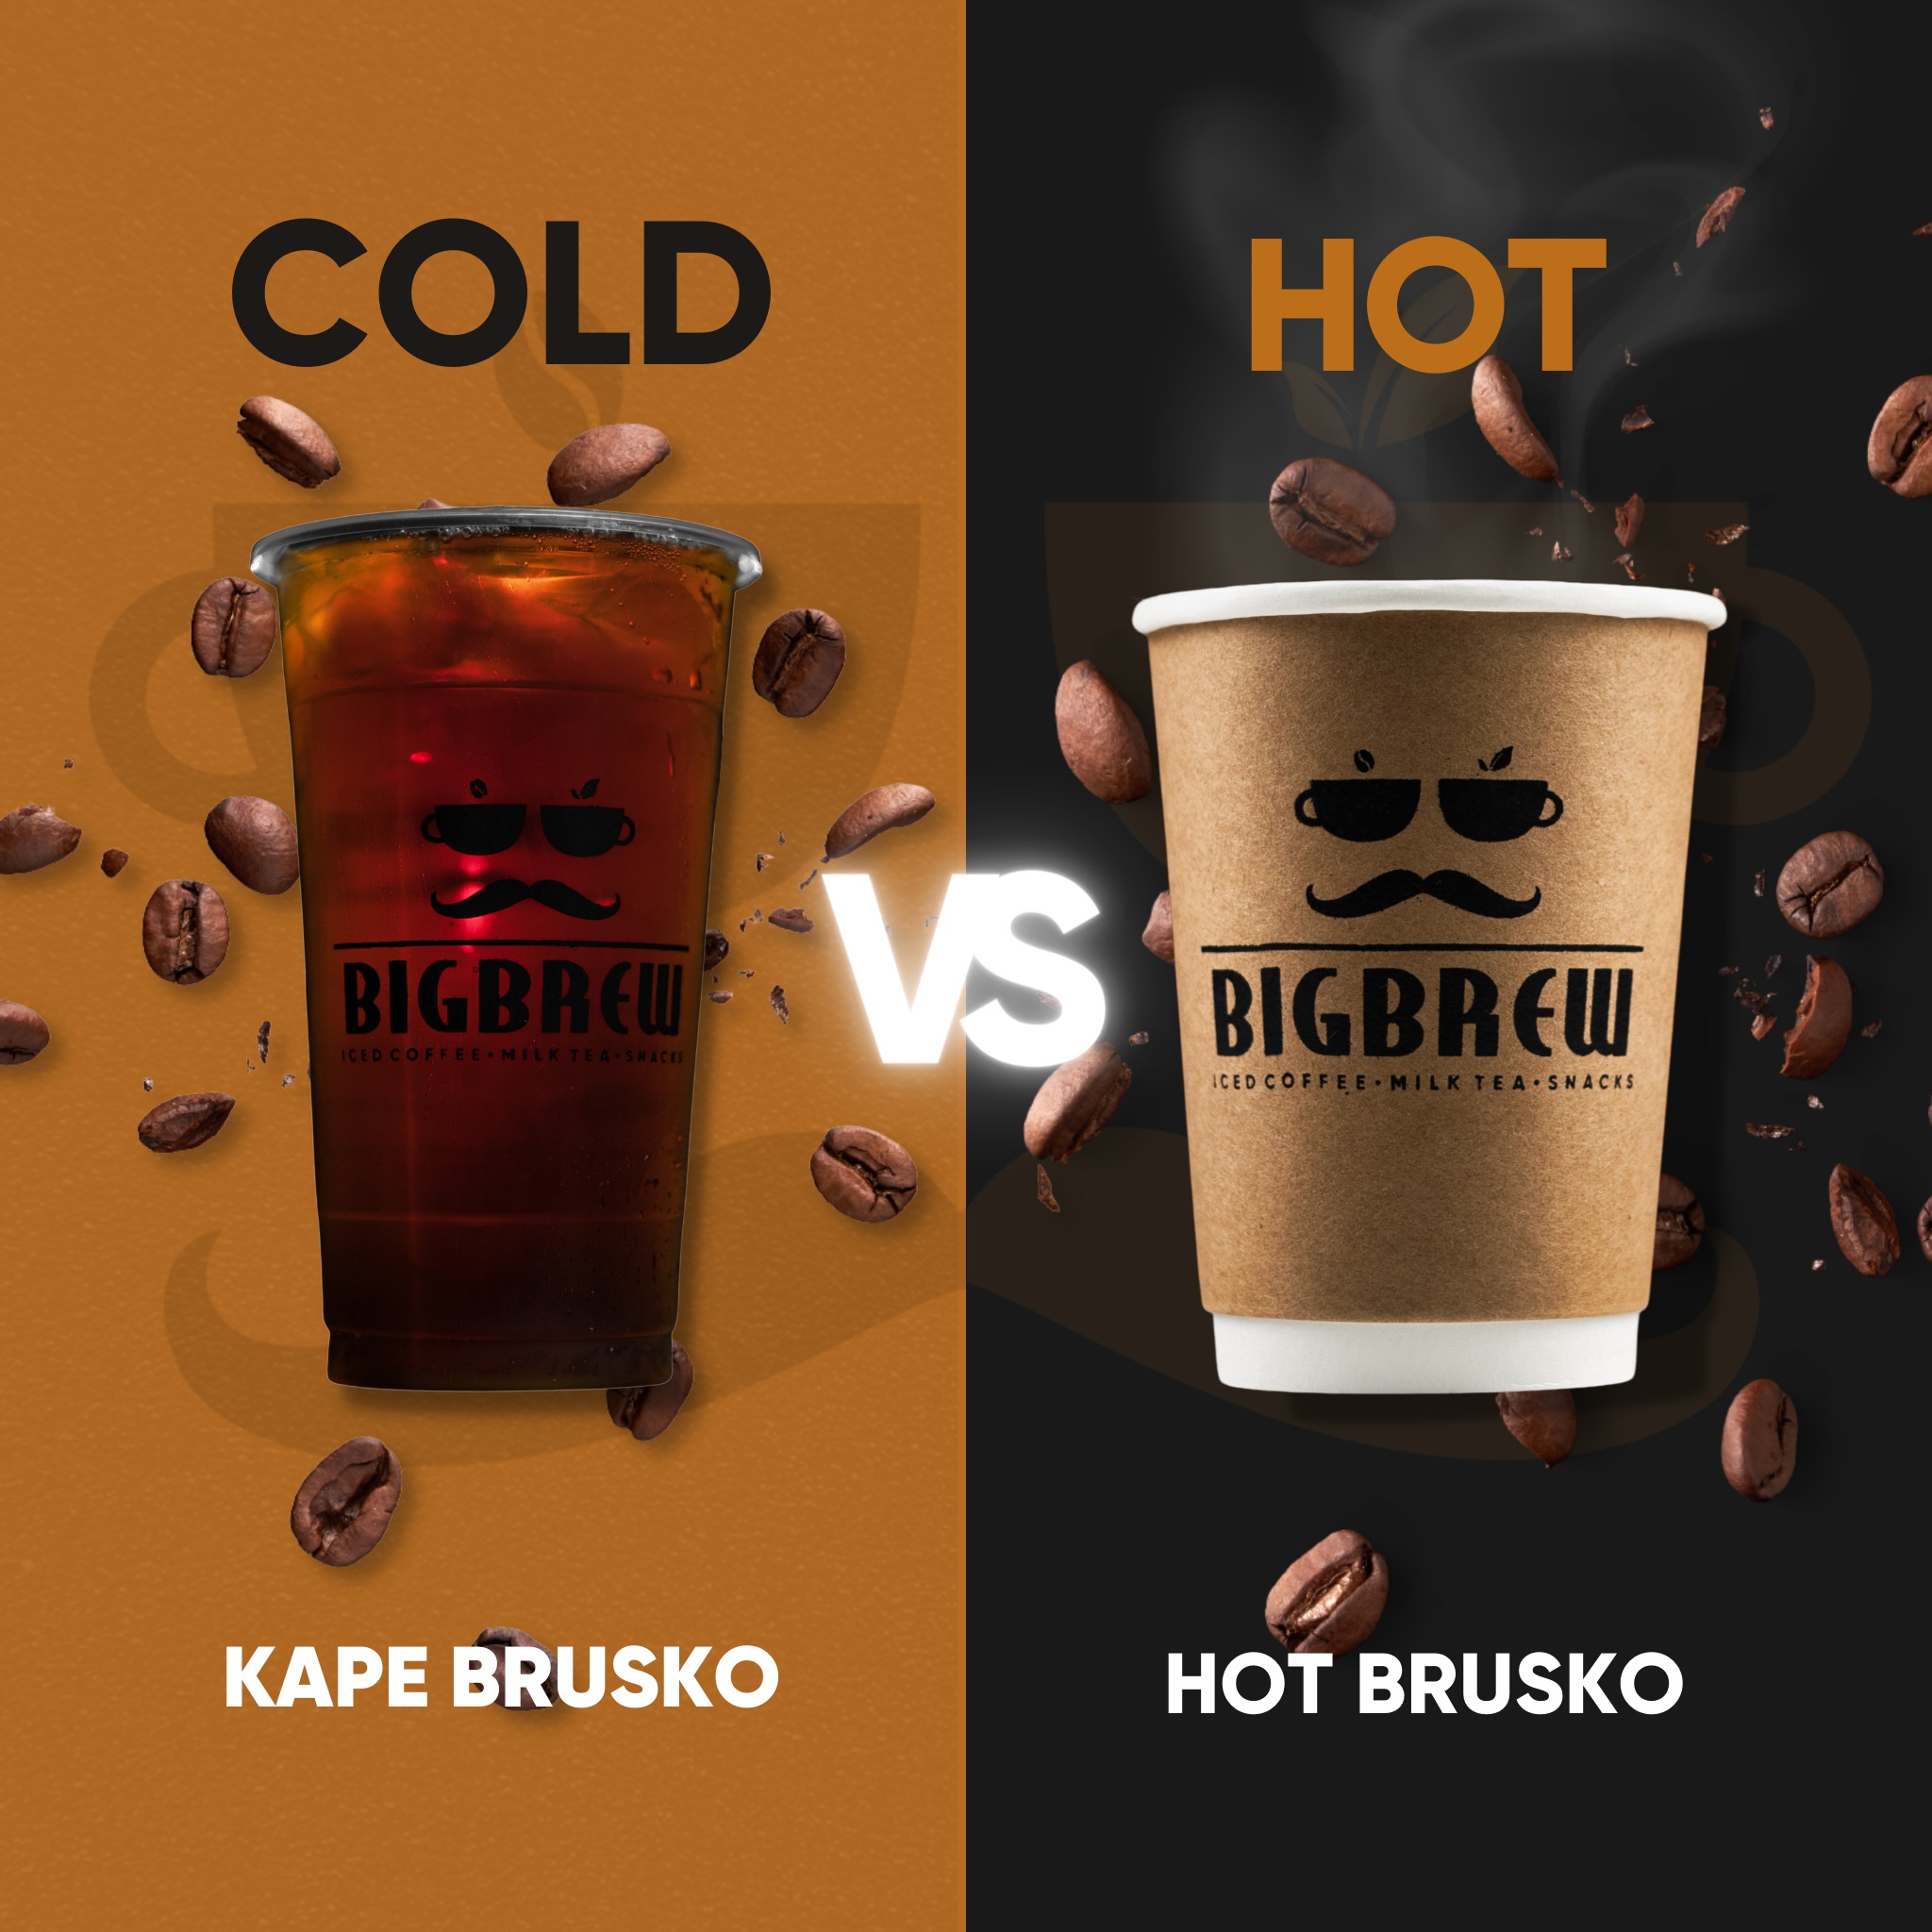 COLD
BIGBREW
ICED COFFEE•MILK TEA•SNACKS
KAPE BRUSKO
VS
HOT
BIGBREW
ICED COFFEE•MILK TEA•SNACKS
HOT BRUSKO